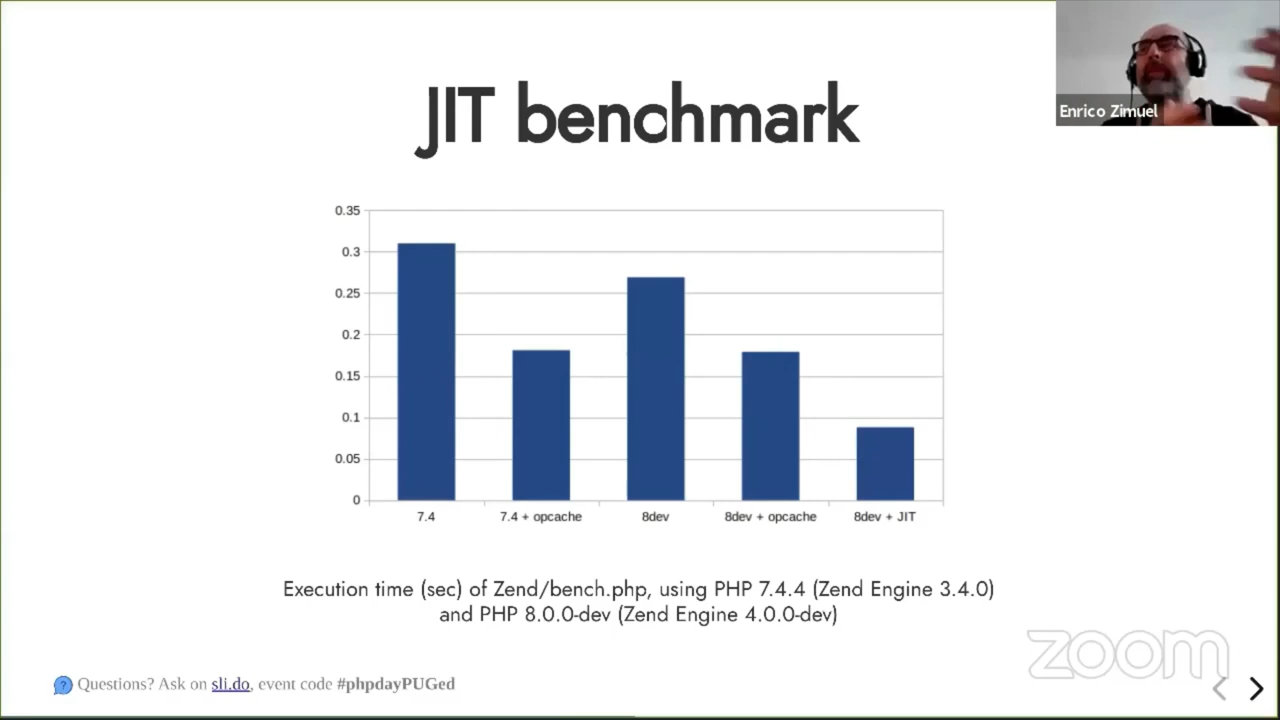 Enrico Zimuel
JIT benchmark
0.35
0.3
0.25
0.2
0.15
0.1
0.05
0
7.4
7.4 + opcache
8dev
8dev + opcache
8dev + JIT
Execution time (sec) of Zend/bench.php, using PHP 7.4.4 (Zend Engine 3.4.0)
and PHP 8.0.0-dev (Zend Engine 4.0.0-dev)
zoom
Questions? Ask on sli.do, event code #phpdayPUGed